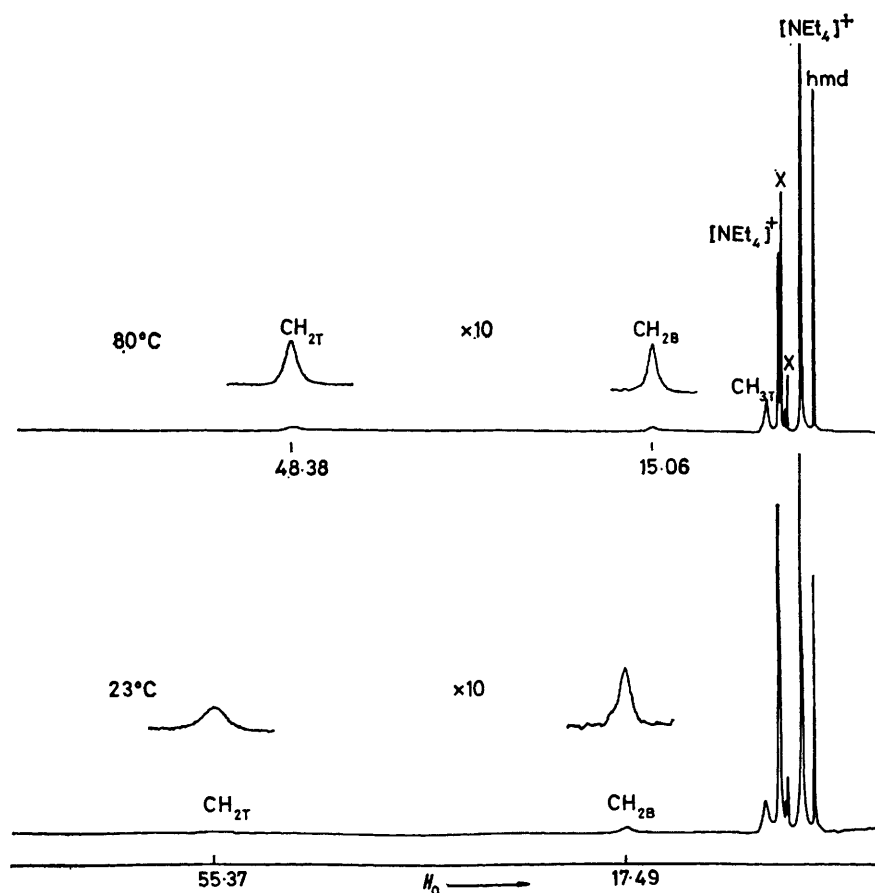 [NEt₄]⁺
hmd
X
[NEt₄]⁺
80°C
CH₂T
×10
CH₂B
X
CH₃T
48·38
15·06
23°C
×10
CH₂T
CH₂B
55·37
H₀
17·49